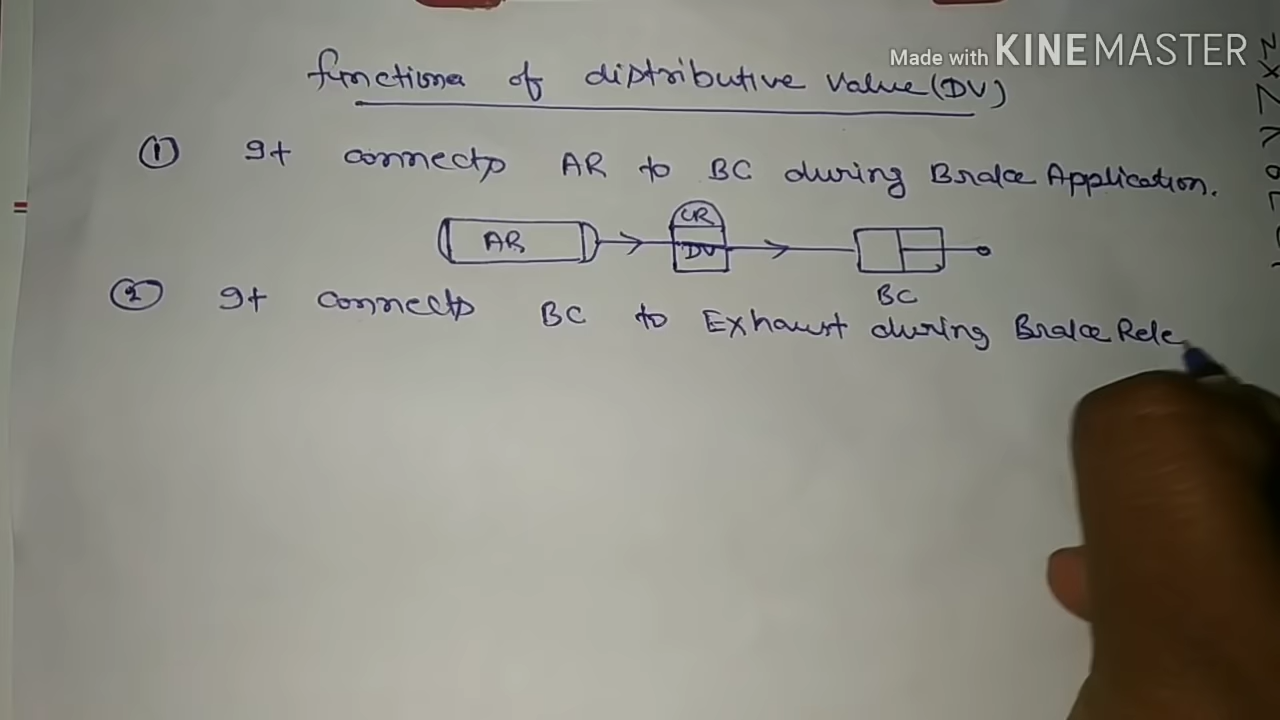 Made with KINEMASTER
functions of distributive Value (DV)
① It connects AR to BC during Brake Application.
CR
AR DV
BC
② It connects BC to Exhaust during Brake Rele